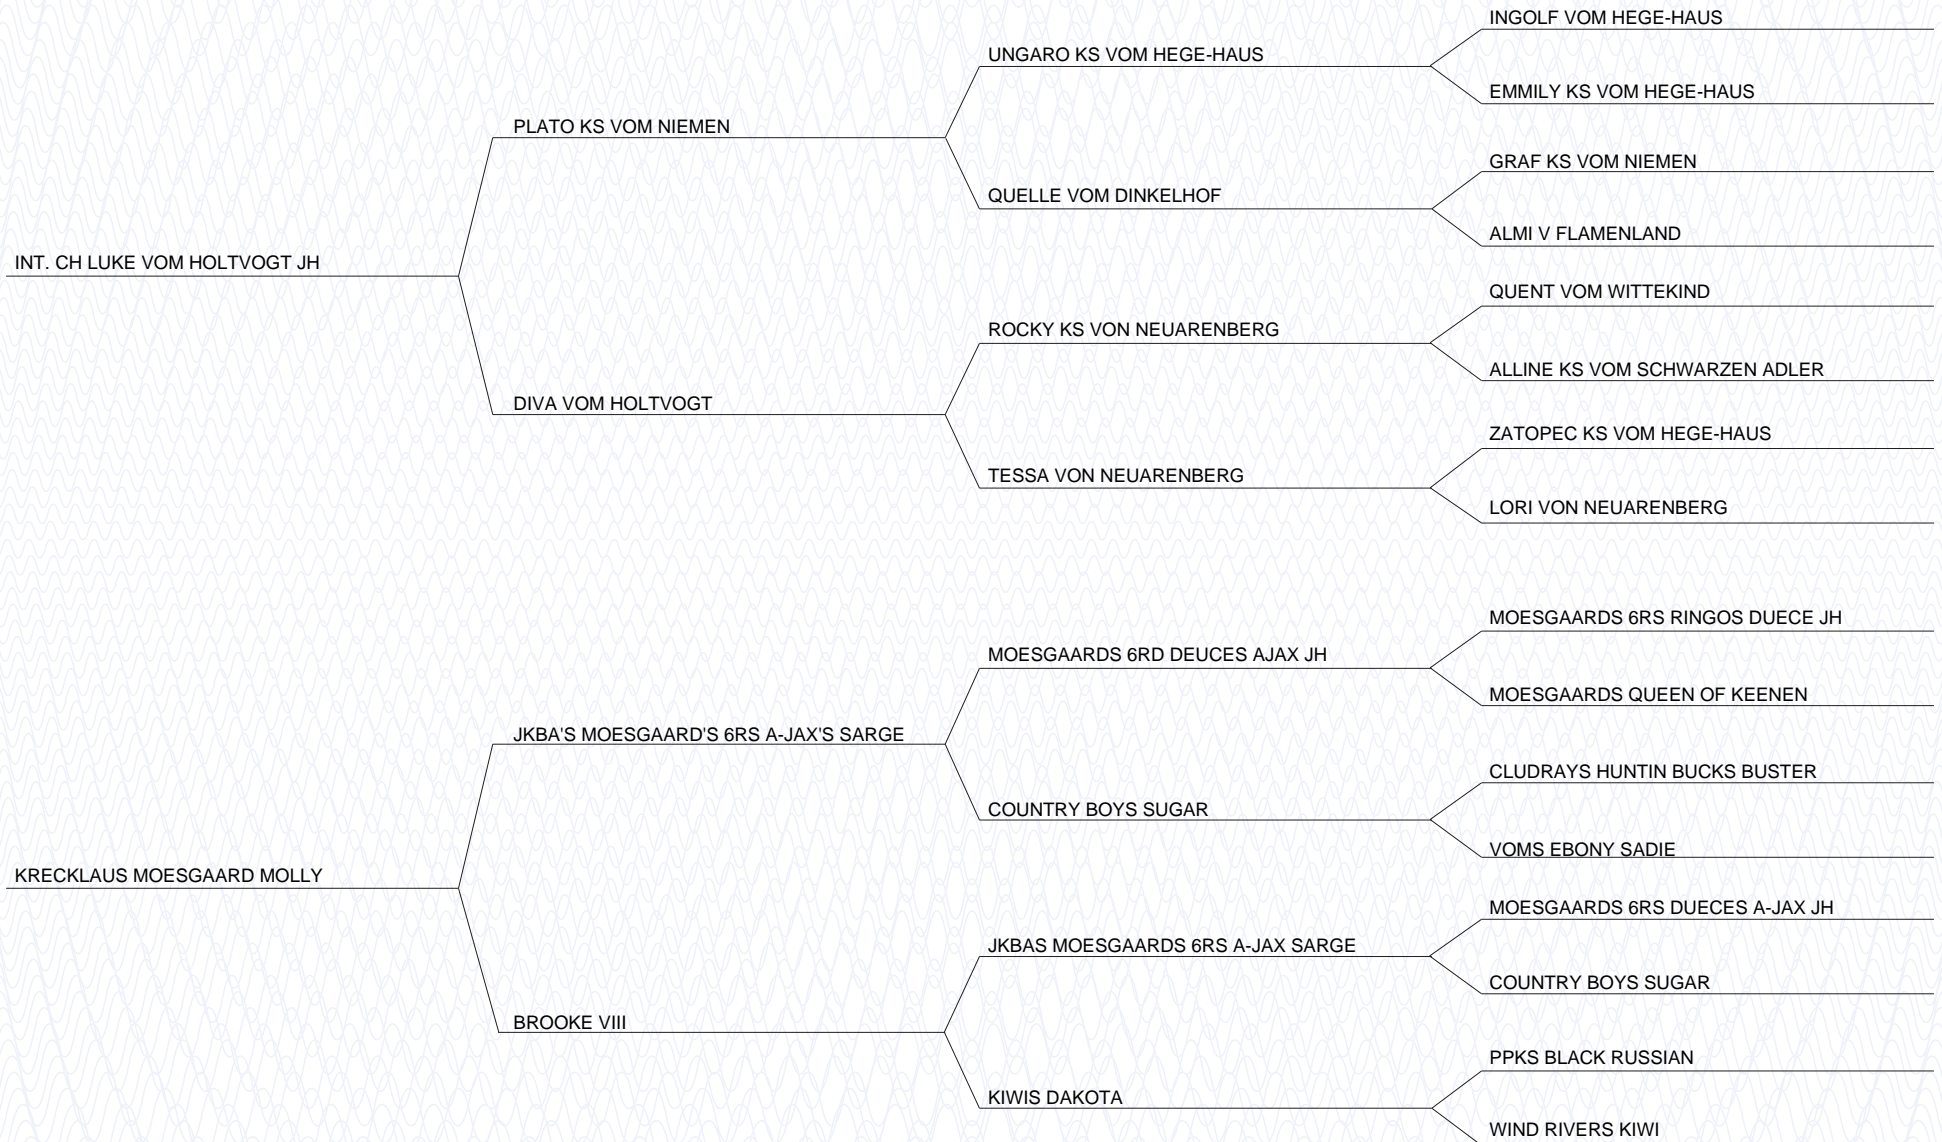 INGOLF VOM HEGE-HAUS
UNGARO KS VOM HEGE-HAUS
EMMILY KS VOM HEGE-HAUS
PLATO KS VOM NIEMEN
GRAF KS VOM NIEMEN
QUELLE VOM DINKELHOF
ALMI V FLAMENLAND
INT. CH LUKE VOM HOLTVOGT JH
QUENT VOM WITTEKIND
ROCKY KS VON NEUARENBERG
ALLINE KS VOM SCHWARZEN ADLER
DIVA VOM HOLTVOGT
ZATOPEC KS VOM HEGE-HAUS
TESSA VON NEUARENBERG
LORI VON NEUARENBERG
MOESGAARDS 6RS RINGOS DUECE JH
MOESGAARDS 6RD DEUCES AJAX JH
MOESGAARDS QUEEN OF KEENEN
JKBA'S MOESGAARD'S 6RS A-JAX'S SARGE
CLUDRAYS HUNTIN BUCKS BUSTER
COUNTRY BOYS SUGAR
VOMS EBONY SADIE
KRECKLAUS MOESGAARD MOLLY
MOESGAARDS 6RS DUECES A-JAX JH
JKBAS MOESGAARDS 6RS A-JAX SARGE
COUNTRY BOYS SUGAR
BROOKE VIII
PPKS BLACK RUSSIAN
KIWIS DAKOTA
WIND RIVERS KIWI